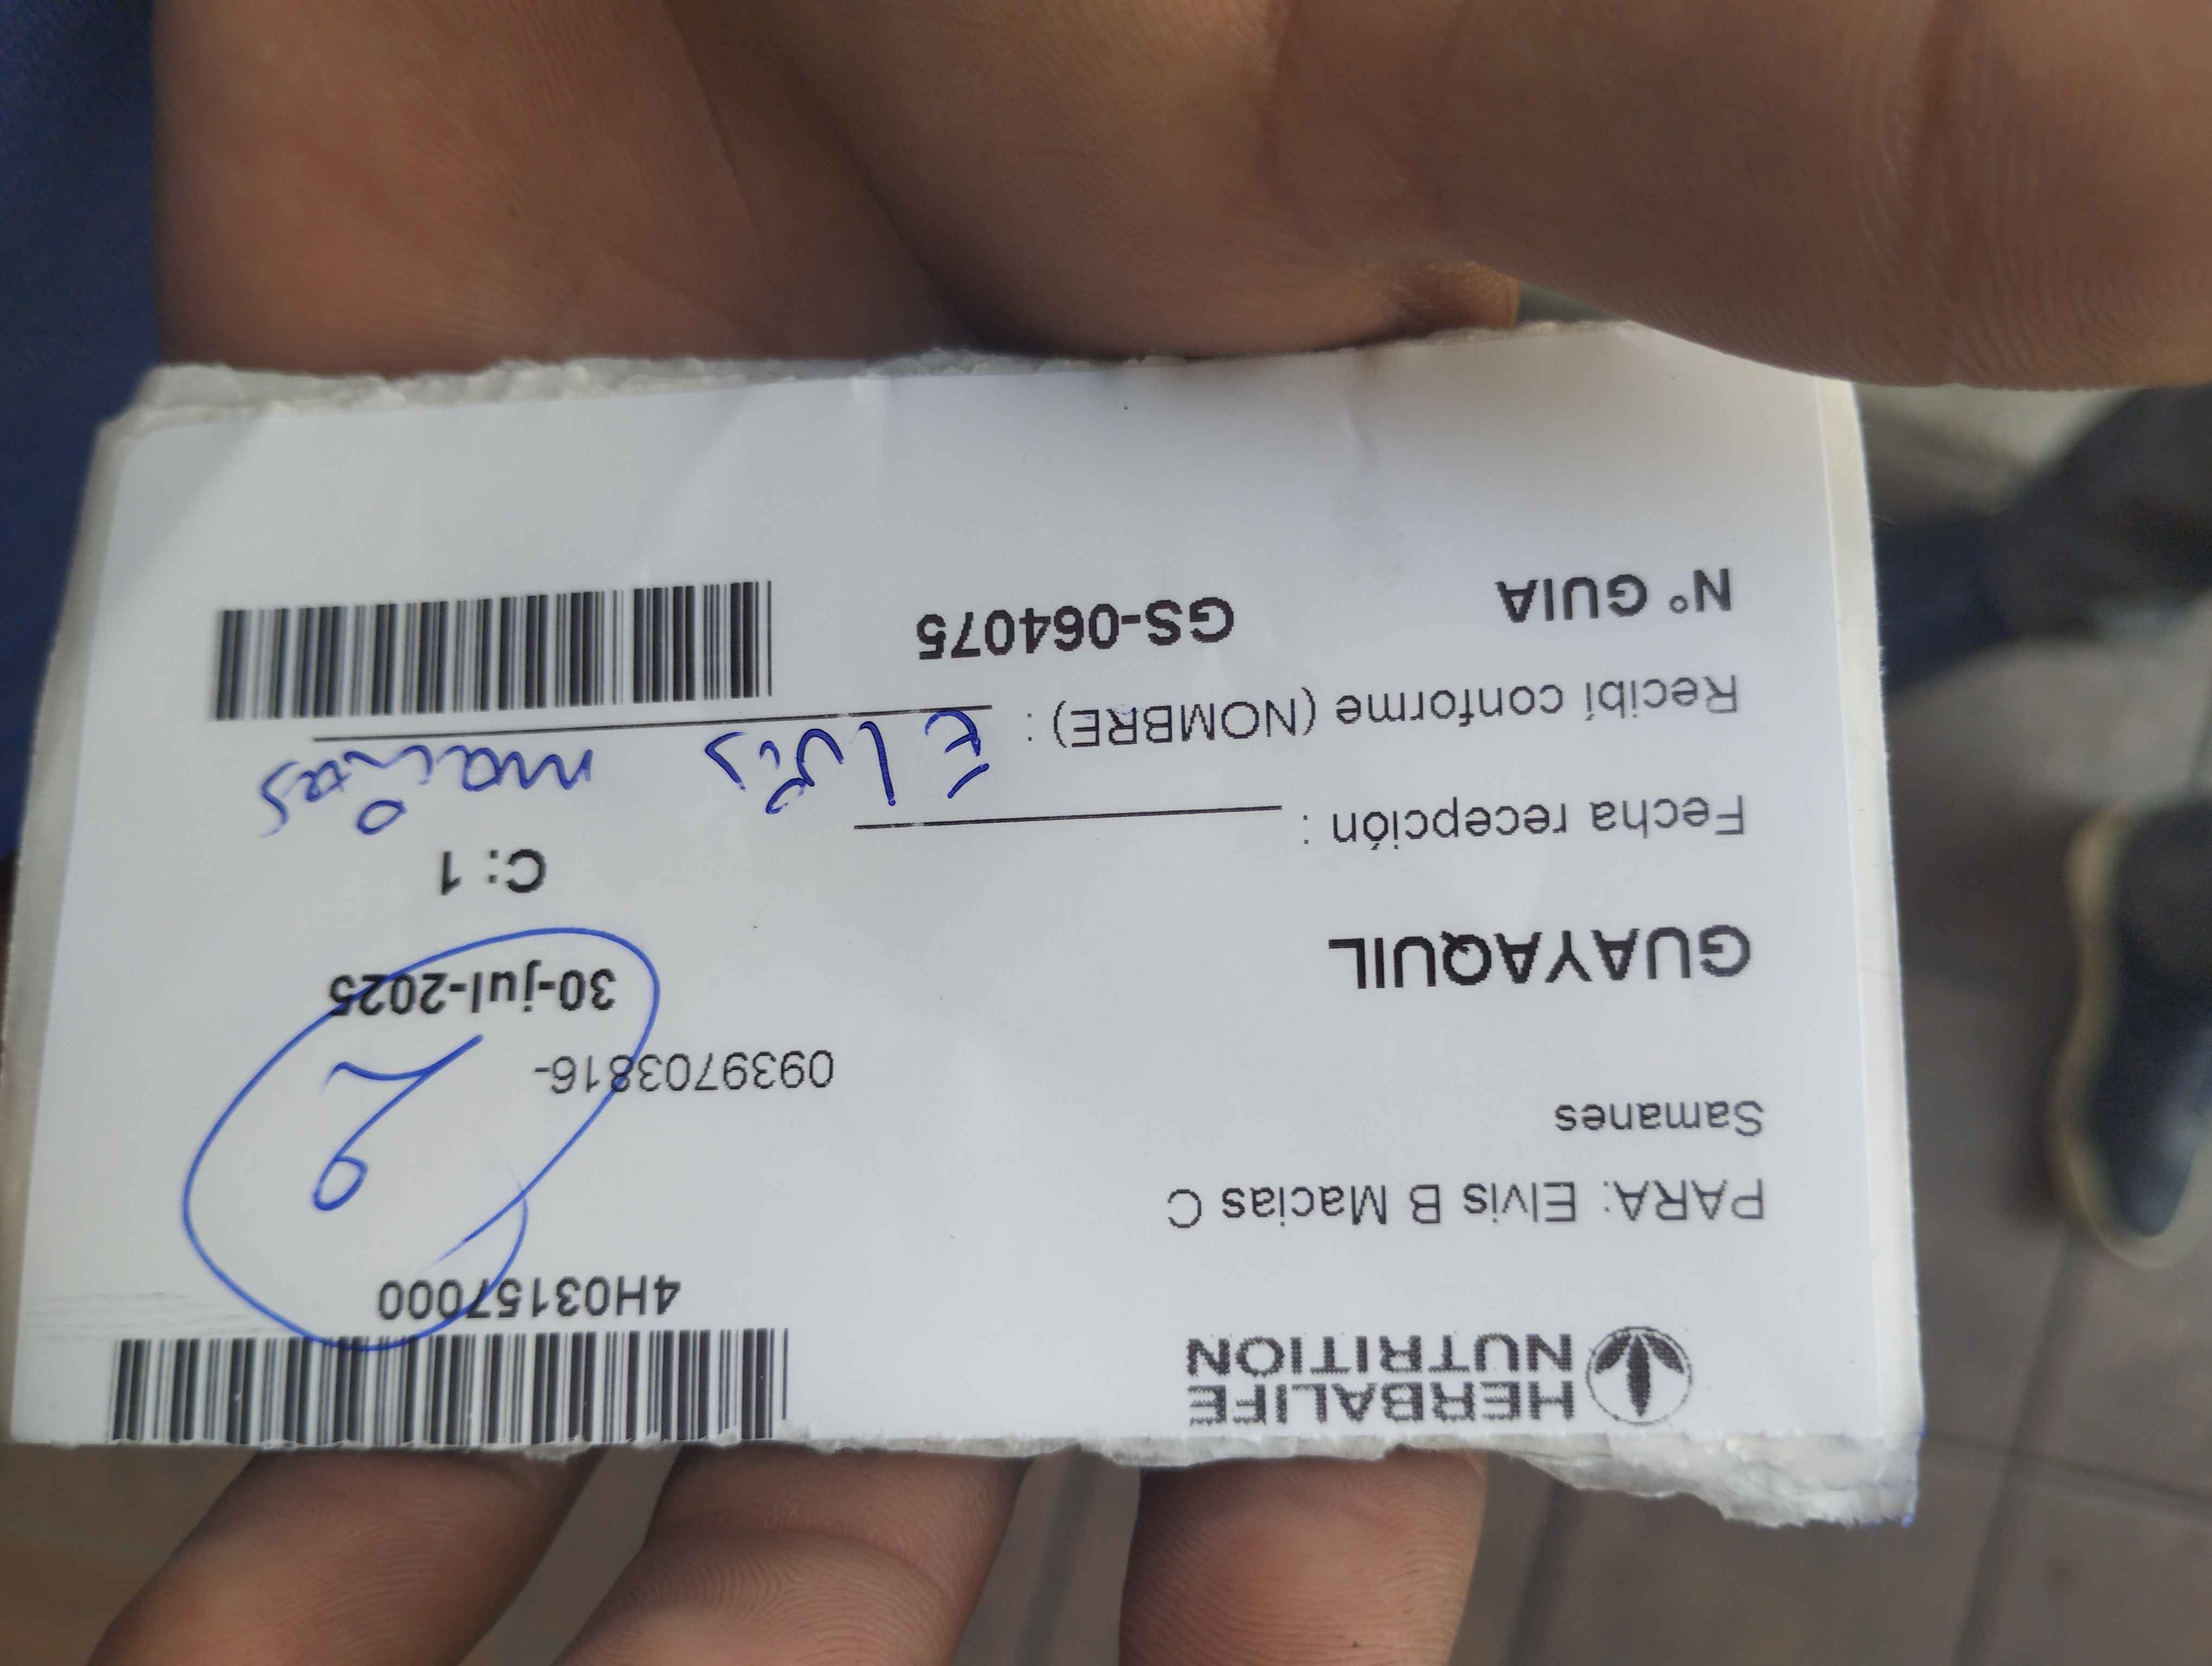 HERBALIFE
NUTRITION
4H03157000
PARA: Elvis B Macias C
Samanes
0939703816-
2
30-jul-2025
GUAYAQUIL
C: 1
Fecha recepción :
Recibí conforme (NOMBRE) : Elvis macias
N° GUIA GS-064075